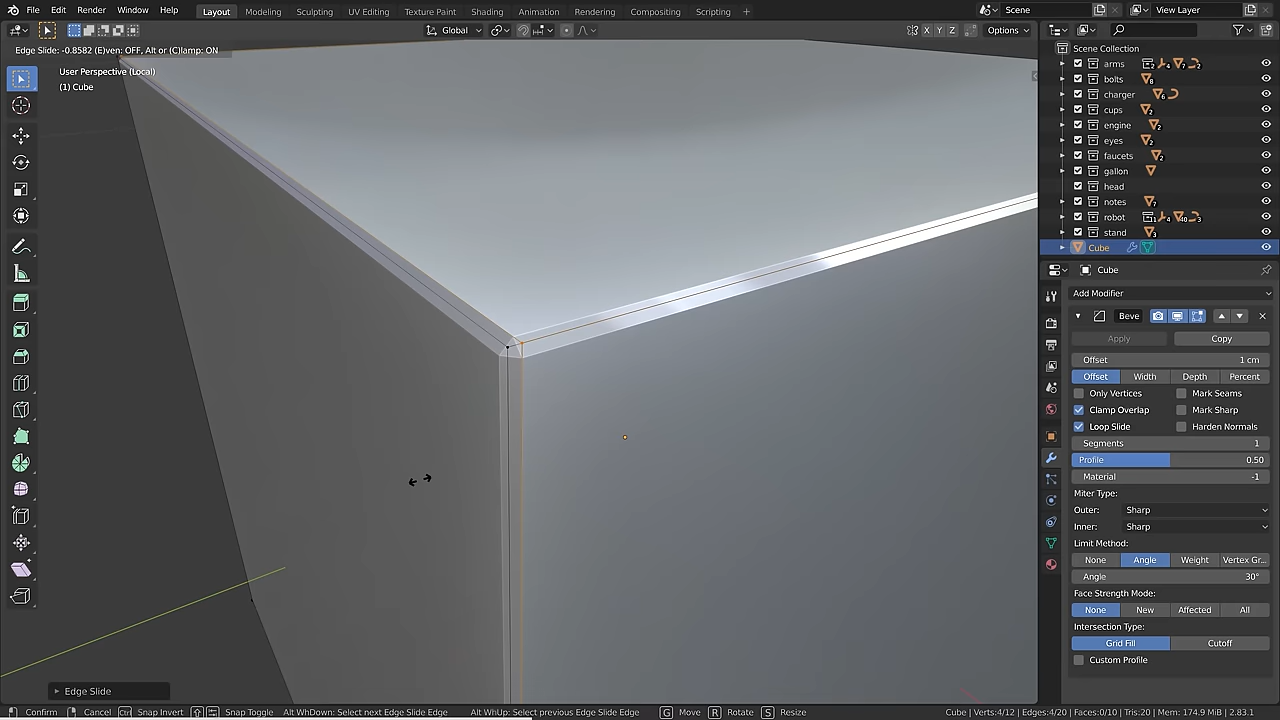 File Edit Render Window Help Layout Modeling Sculpting UV Editing Texture Paint Shading Animation Rendering Compositing Scripting + Scene View Layer
Global X Y Z Options
Edge Slide: -0.8582 (E)ven: OFF, Alt or (C)lamp: ON
User Perspective (Local)
(1) Cube
Scene Collection
arms
bolts
charger
cups
engine
eyes
faucets
gallon
head
notes
robot
stand
Cube
Cube
Add Modifier
Beve
Apply Copy
Offset 1 cm
Offset Width Depth Percent
Only Vertices Mark Seams
Clamp Overlap Mark Sharp
Loop Slide Harden Normals
Segments 1
Profile 0.50
Material -1
Miter Type:
Outer: Sharp
Inner: Sharp
Limit Method:
None Angle Weight Vertex Gr...
Angle 30°
Face Strength Mode:
None New Affected All
Intersection Type:
Grid Fill Cutoff
Custom Profile
Edge Slide
Confirm Cancel Ctrl Snap Invert Snap Toggle Alt WhDown: Select next Edge Slide Edge Alt WhUp: Select previous Edge Slide Edge G Move R Rotate S Resize Cube | Verts:4/12 | Edges:4/20 | Faces:0/10 | Tris:20 | Mem: 174.9 MiB | 2.83.1